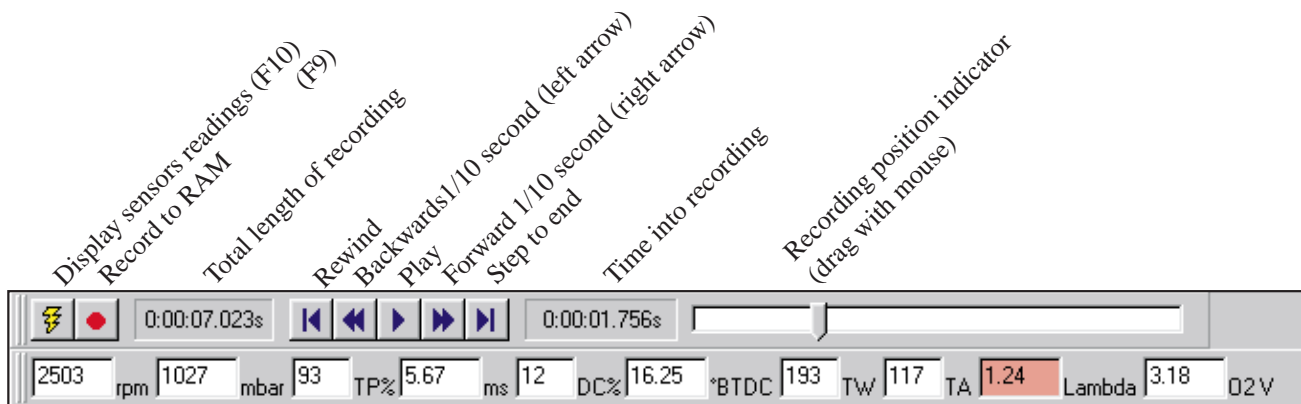 Display sensors readings (F10)
Record to RAM (F9)
Total length of recording
Rewind
Backwards1/10 second (left arrow)
Play
Forward 1/10 second (right arrow)
Step to end
Time into recording
Recording position indicator
(drag with mouse)
0:00:07.023s 0:00:01.756s
2503 rpm 1027 mbar 93 TP% 5.67 ms 12 DC% 16.25 °BTDC 193 TW 117 TA 1.24 Lambda 3.18 O2 V